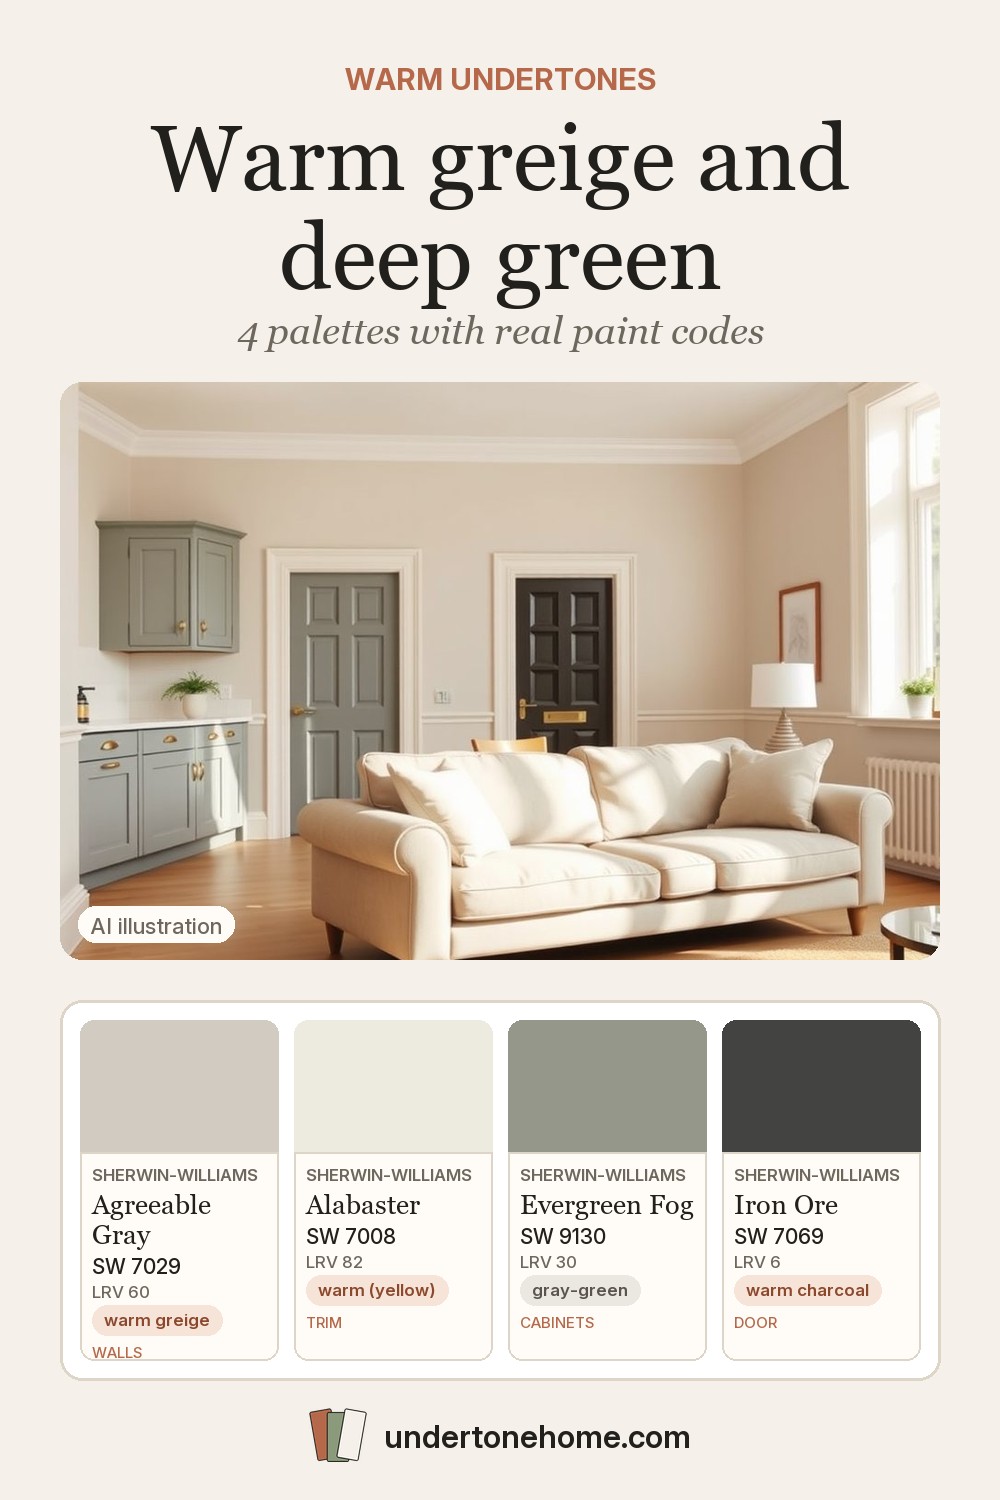 WARM UNDERTONES
Warm greige and
deep green
4 palettes with real paint codes
AI illustration
SHERWIN-WILLIAMS
Agreeable
Gray
SW 7029
LRV 60
warm greige
WALLS
SHERWIN-WILLIAMS
Alabaster
SW 7008
LRV 82
warm (yellow)
TRIM
SHERWIN-WILLIAMS
Evergreen Fog
SW 9130
LRV 30
gray-green
CABINETS
SHERWIN-WILLIAMS
Iron Ore
SW 7069
LRV 6
warm charcoal
DOOR
undertonehome.com